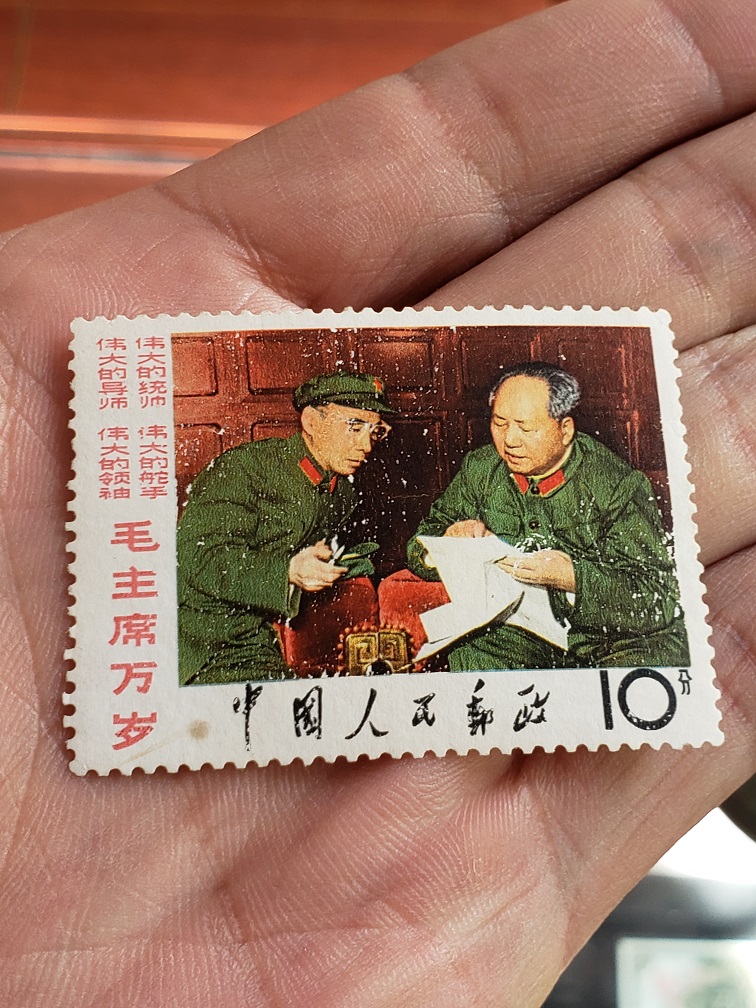 伟大的导师
伟大的领袖
伟大的统帅
伟大的舵手
毛主席万岁
中国人民邮政
10分